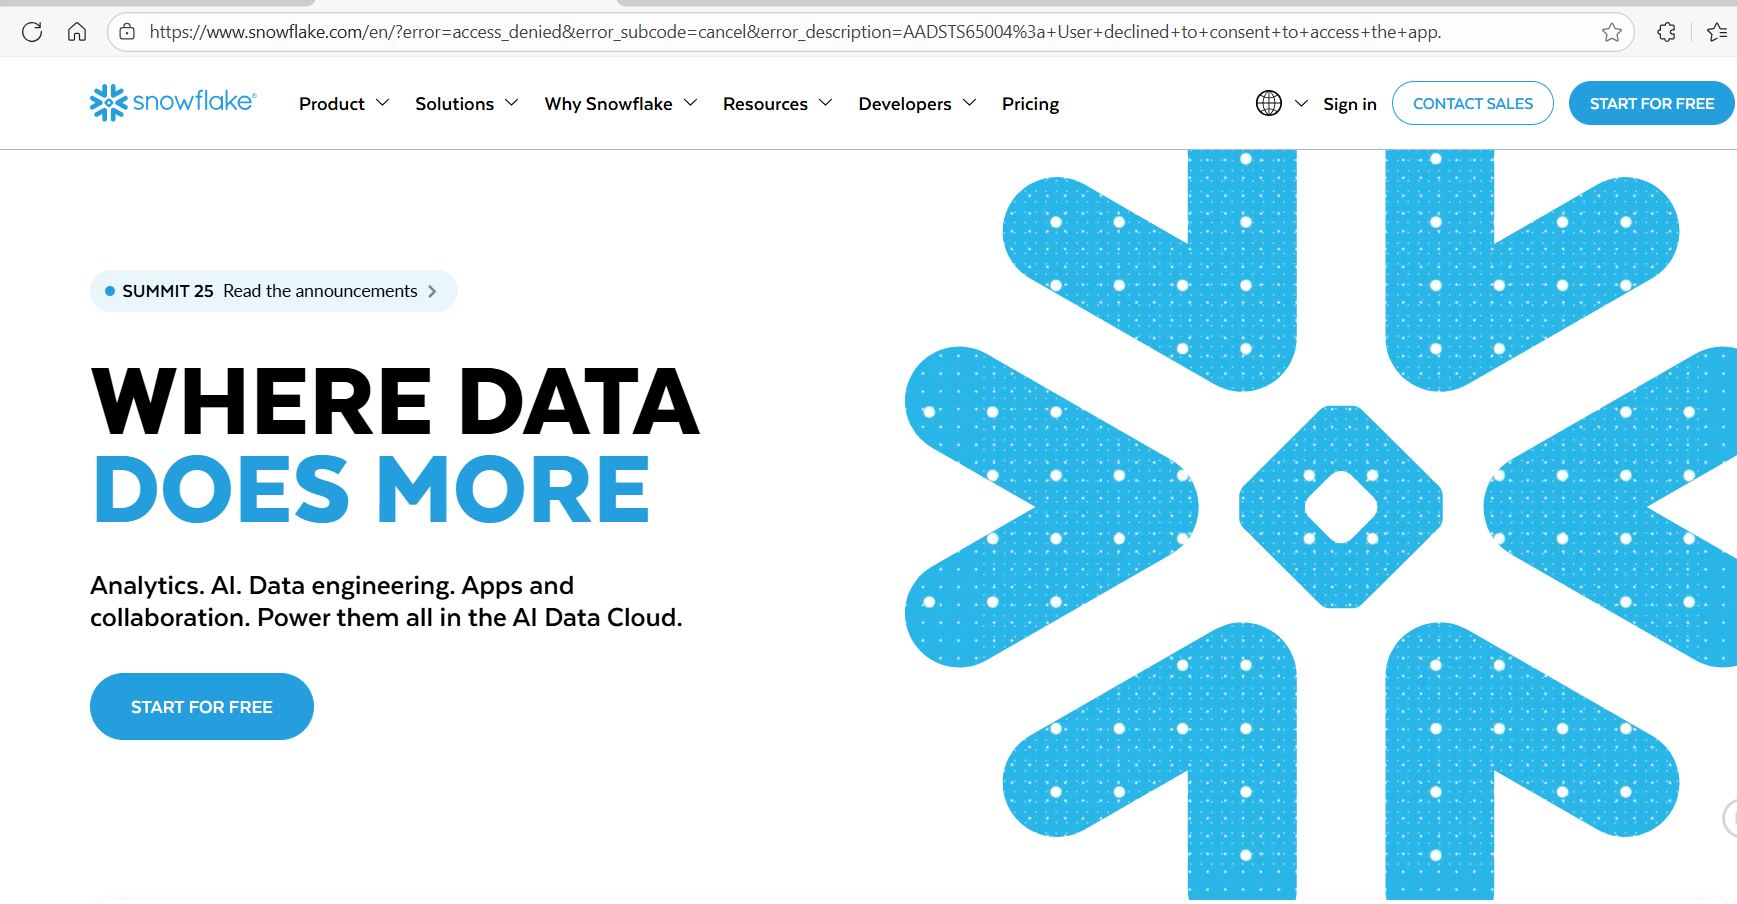 https://www.snowflake.com/en/?error=access_denied&error_subcode=cancel&error_description=AADSTS65004%3a+User+declined+to+consent+to+access+the+app.
snowflake®
Product
Solutions
Why Snowflake
Resources
Developers
Pricing
Sign in
CONTACT SALES
START FOR FREE
SUMMIT 25 Read the announcements
WHERE DATA
DOES MORE
Analytics. AI. Data engineering. Apps and
collaboration. Power them all in the AI Data Cloud.
START FOR FREE